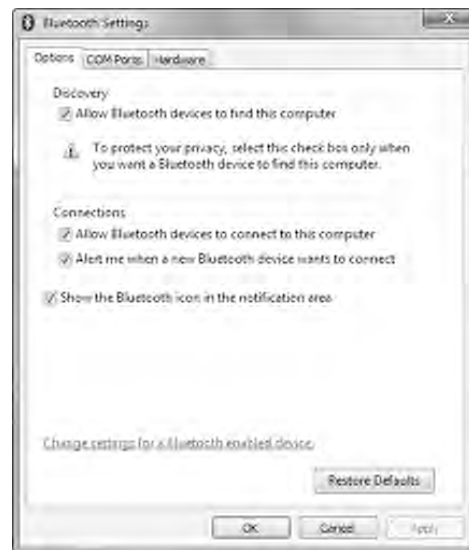 Bluetooth Settings
Options COM Ports Hardware
Discovery
Allow Bluetooth devices to find this computer
To protect your privacy, select this check box only when
you want a Bluetooth device to find this computer.
Connections
Allow Bluetooth devices to connect to this computer
Alert me when a new Bluetooth device wants to connect
Show the Bluetooth icon in the notification area
Change settings for a Bluetooth enabled device.
Restore Defaults
OK Cancel Apply